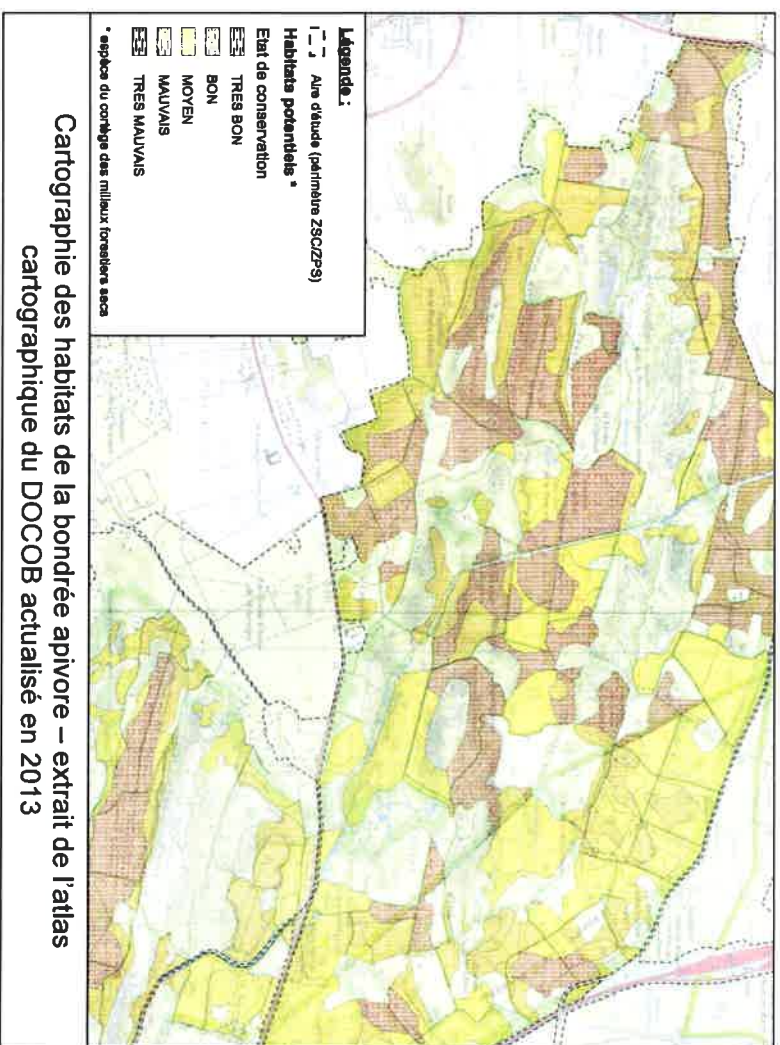 Légende :
Aire d'étude (périmètre ZSC/ZPS)
Habitats potentiels *
Etat de conservation
TRES BON
BON
MOYEN
MAUVAIS
TRES MAUVAIS
* espèce du cortège des milieux forestiers secs
Cartographie des habitats de la bondrée apivore – extrait de l'atlas
cartographique du DOCOB actualisé en 2013